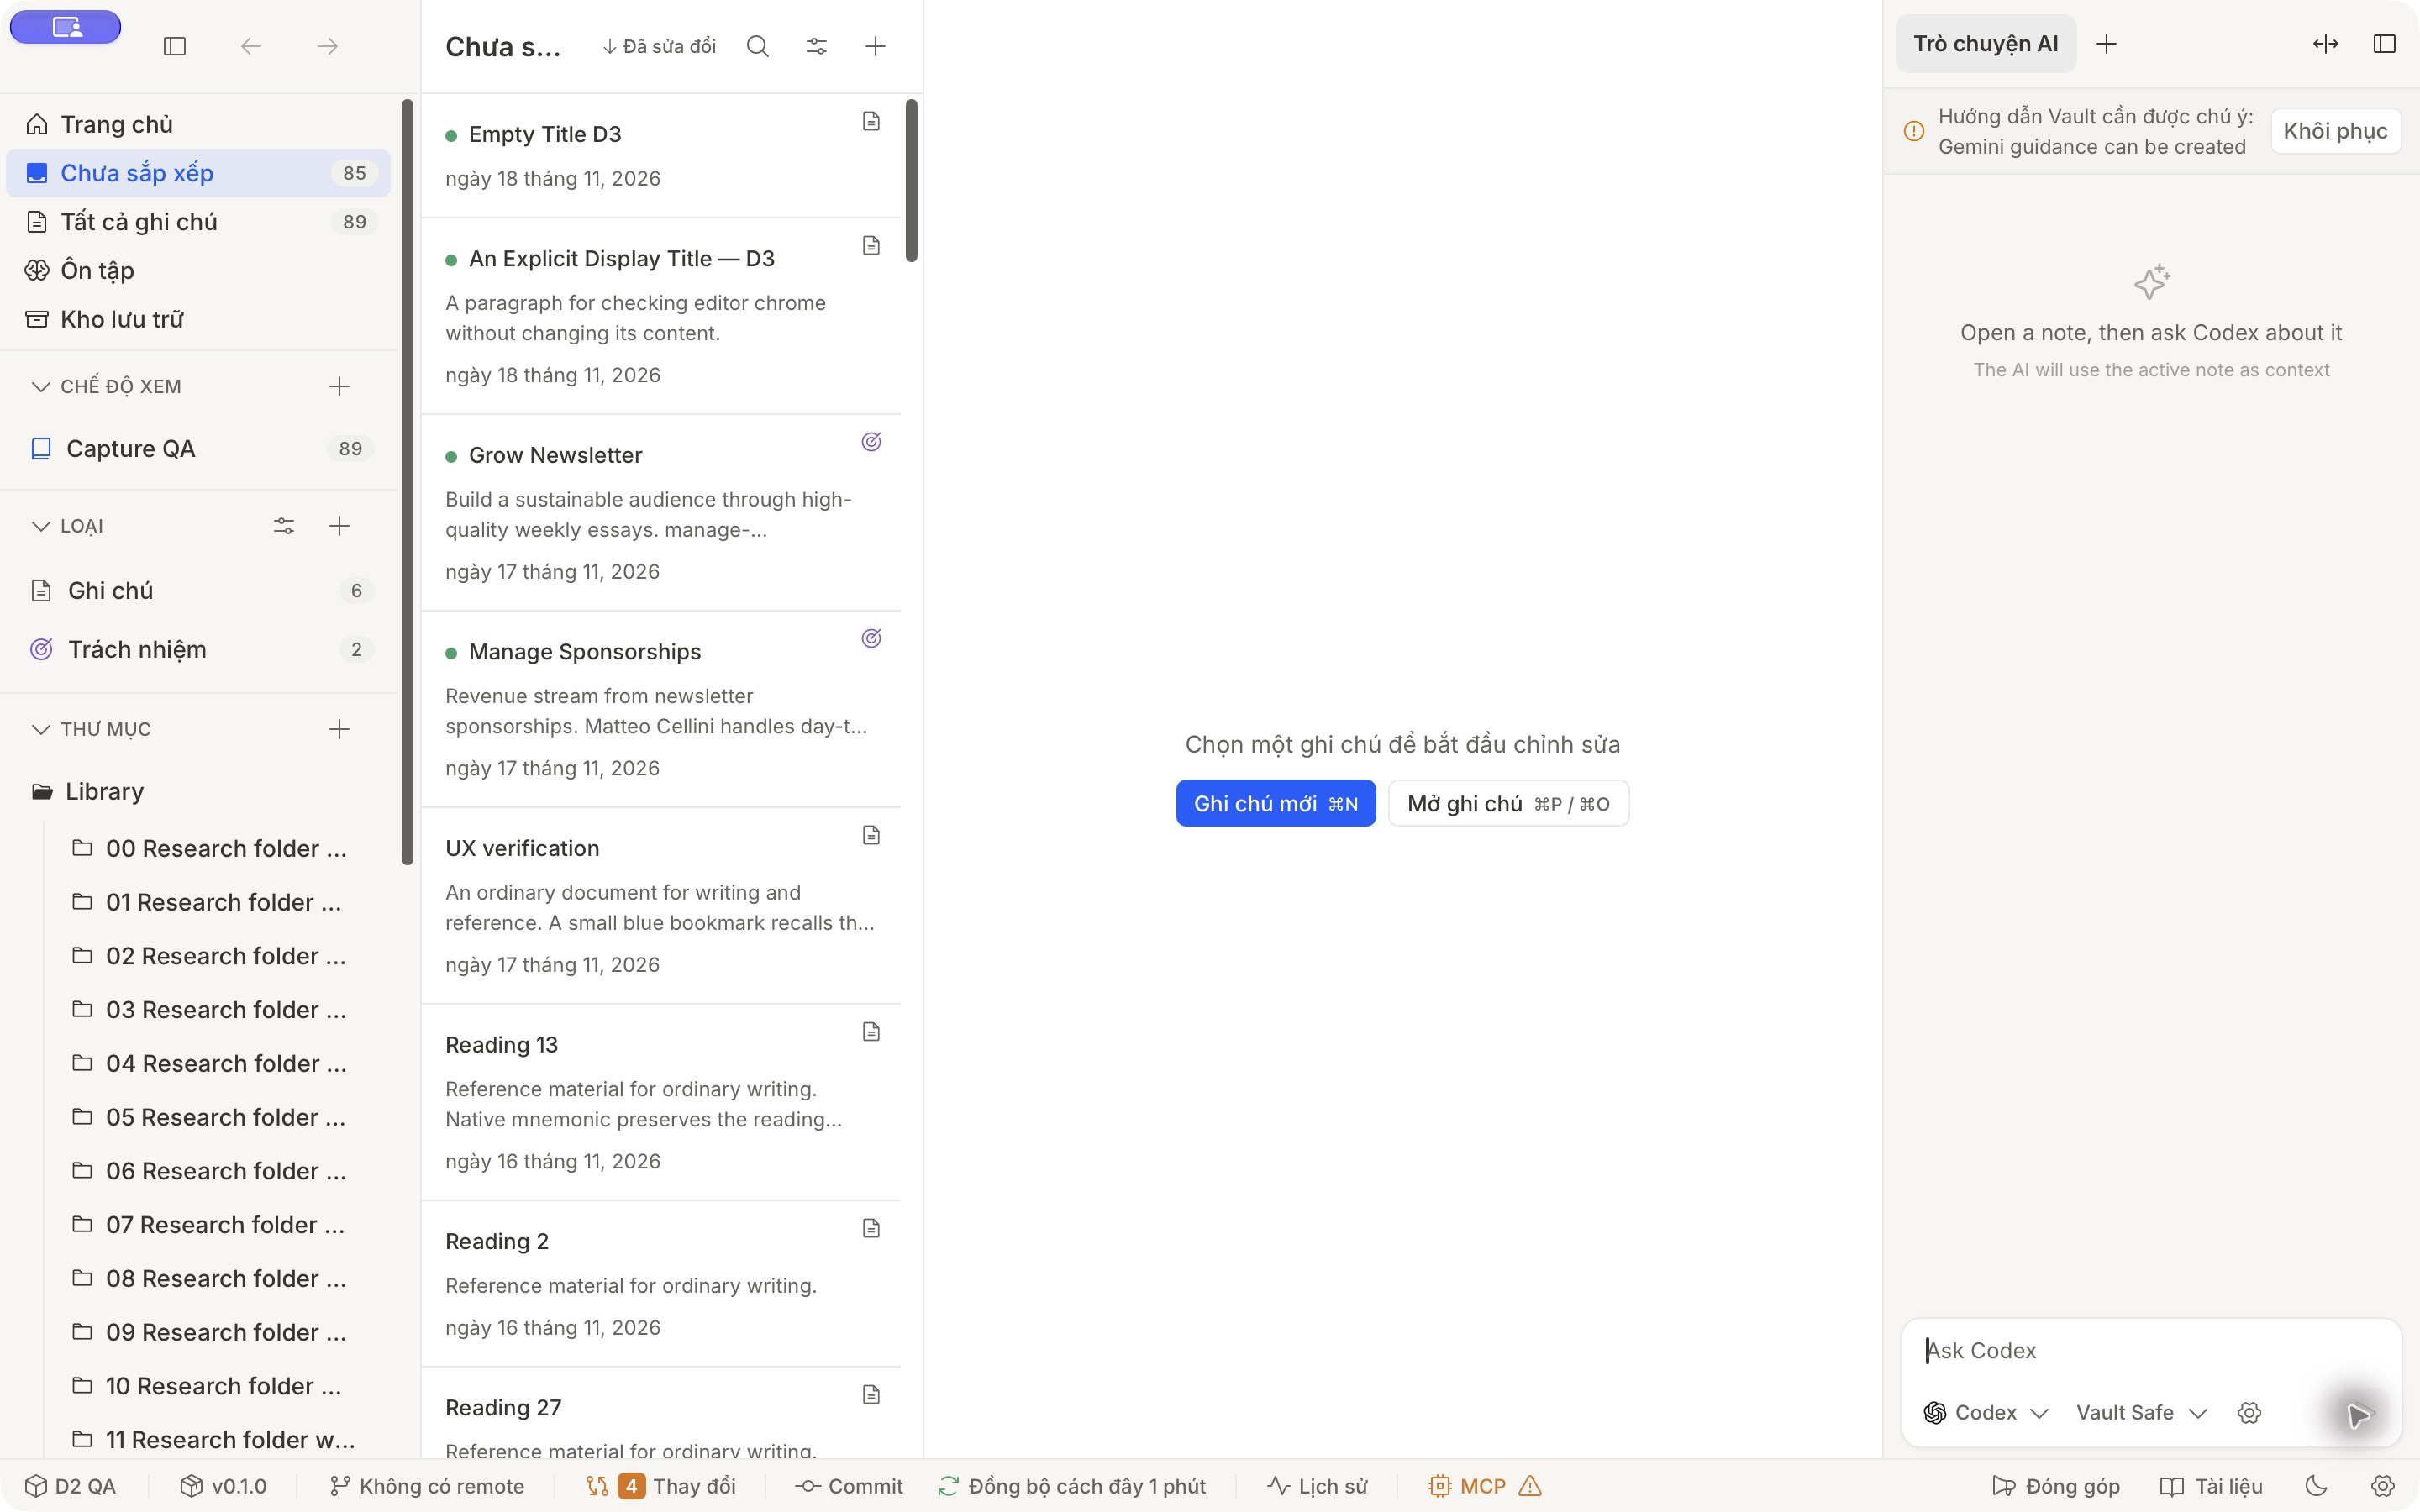 Trang chủ
Chưa sắp xếp 85
Tất cả ghi chú 89
Ôn tập
Kho lưu trữ
CHẾ ĐỘ XEM
Capture QA 89
LOẠI
Ghi chú 6
Trách nhiệm 2
THƯ MỤC
Library
00 Research folder ...
01 Research folder ...
02 Research folder ...
03 Research folder ...
04 Research folder ...
05 Research folder ...
06 Research folder ...
07 Research folder ...
08 Research folder ...
09 Research folder ...
10 Research folder ...
11 Research folder w...
Chưa s... Đã sửa đổi
Empty Title D3
ngày 18 tháng 11, 2026
An Explicit Display Title — D3
A paragraph for checking editor chrome
without changing its content.
ngày 18 tháng 11, 2026
Grow Newsletter
Build a sustainable audience through high-
quality weekly essays. manage-...
ngày 17 tháng 11, 2026
Manage Sponsorships
Revenue stream from newsletter
sponsorships. Matteo Cellini handles day-t...
ngày 17 tháng 11, 2026
UX verification
An ordinary document for writing and
reference. A small blue bookmark recalls th...
ngày 17 tháng 11, 2026
Reading 13
Reference material for ordinary writing.
Native mnemonic preserves the reading...
ngày 16 tháng 11, 2026
Reading 2
Reference material for ordinary writing.
ngày 16 tháng 11, 2026
Reading 27
Reference material for ordinary writing.
Chọn một ghi chú để bắt đầu chỉnh sửa
Ghi chú mới ⌘N Mở ghi chú ⌘P / ⌘O
Trò chuyện AI
Hướng dẫn Vault cần được chú ý:
Gemini guidance can be created
Khôi phục
Open a note, then ask Codex about it
The AI will use the active note as context
Ask Codex
Codex Vault Safe
D2 QA v0.1.0 Không có remote 4 Thay đổi Commit Đồng bộ cách đây 1 phút Lịch sử MCP Đóng góp Tài liệu